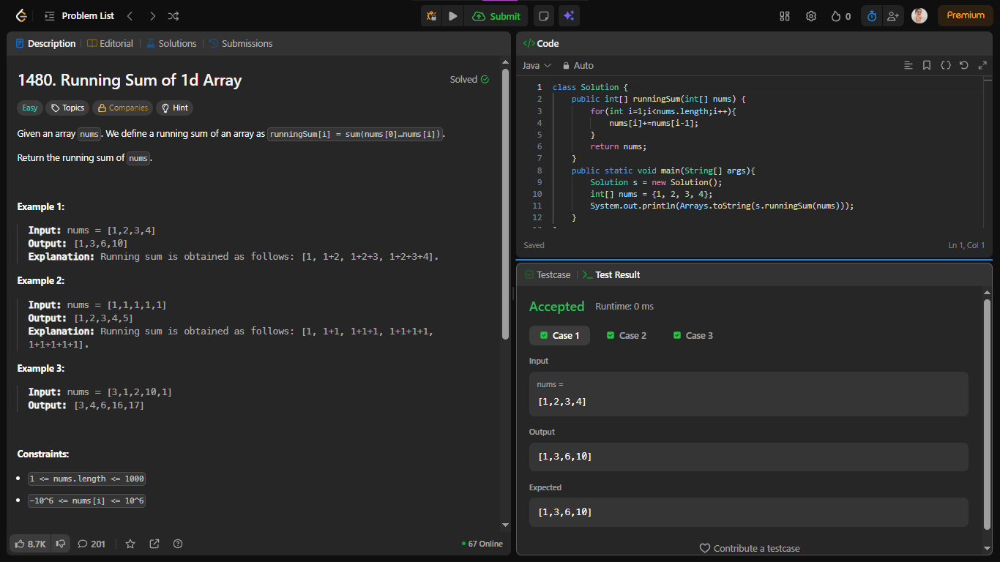 Problem List
Submit
0
Premium
Description
Editorial
Solutions
Submissions
1480. Running Sum of 1d Array
Solved
Easy
Topics
Companies
Hint
Given an array nums. We define a running sum of an array as runningSum[i] = sum(nums[0]…nums[i]).
Return the running sum of nums.
Example 1:
Input: nums = [1,2,3,4]
Output: [1,3,6,10]
Explanation: Running sum is obtained as follows: [1, 1+2, 1+2+3, 1+2+3+4].
Example 2:
Input: nums = [1,1,1,1,1]
Output: [1,2,3,4,5]
Explanation: Running sum is obtained as follows: [1, 1+1, 1+1+1, 1+1+1+1,
1+1+1+1+1].
Example 3:
Input: nums = [3,1,2,10,1]
Output: [3,4,6,16,17]
Constraints:
1 <= nums.length <= 1000
-10^6 <= nums[i] <= 10^6
8.7K
201
67 Online
</> Code
Java
Auto
1 class Solution {
2 public int[] runningSum(int[] nums) {
3 for(int i=1;i<nums.length;i++){
4 nums[i]+=nums[i-1];
5 }
6 return nums;
7 }
8 public static void main(String[] args){
9 Solution s = new Solution();
10 int[] nums = {1, 2, 3, 4};
11 System.out.println(Arrays.toString(s.runningSum(nums)));
12 }
Saved
Ln 1, Col 1
Testcase
>_ Test Result
Accepted
Runtime: 0 ms
Case 1
Case 2
Case 3
Input
nums =
[1,2,3,4]
Output
[1,3,6,10]
Expected
[1,3,6,10]
Contribute a testcase